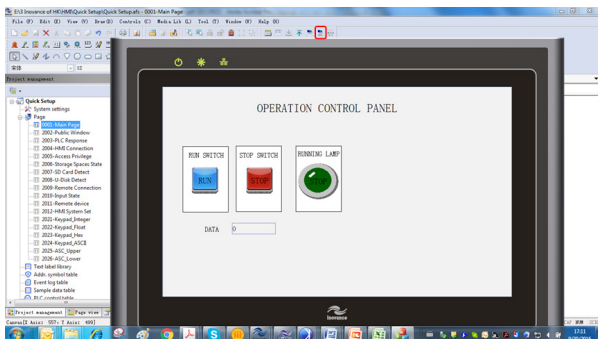 E:\3 Inovance of HK\HMI\Quick Setup\Quick Setup.afs - 0001-Main Page
File (F) Edit (E) View (V) Draw(D) Controls (C) Media Lib (L) Tool (T) Window (W) Help (H)
Project management
Quick Setup
System settings
Page
0001-Main Page
2002-Public Window
2003-PLC Response
2004-HMI Connection
2005-Access Privilege
2006-Storage Spaces State
2007-SD Card Detect
2008-U-Disk Detect
2009-Remote Connection
2010-Input State
2011-Remote device
2012-HMI System Set
2021-Keypad_Integer
2022-Keypad_Float
2023-Keypad_Hex
2024-Keypad_ASCII
2025-ASC_Upper
2026-ASC_Lower
Text label library
Addr. symbol table
Event log table
Sample data table
PLC control table
Project management
Page view
OPERATION CONTROL PANEL
RUN SWITCH
STOP SWITCH
RUNNING LAMP
RUN
STOP
STOP
DATA
0
Inovance
17:11